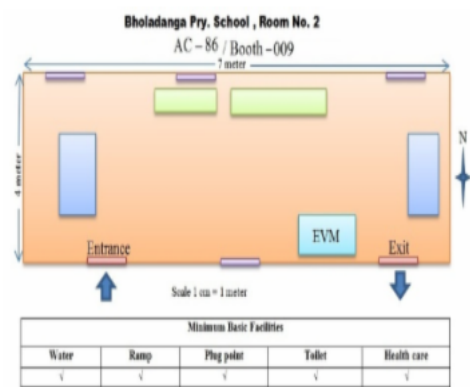 Bholadanga Pry. School , Room No. 2
AC – 86 / Booth –009
7 meter
4 meter
N
EVM
Entrance
Exit
Scale 1 cm = 1 meter
Minimum Basic Facilities
Water Ramp Plug point Toilet Health care
√ √ √ √ √